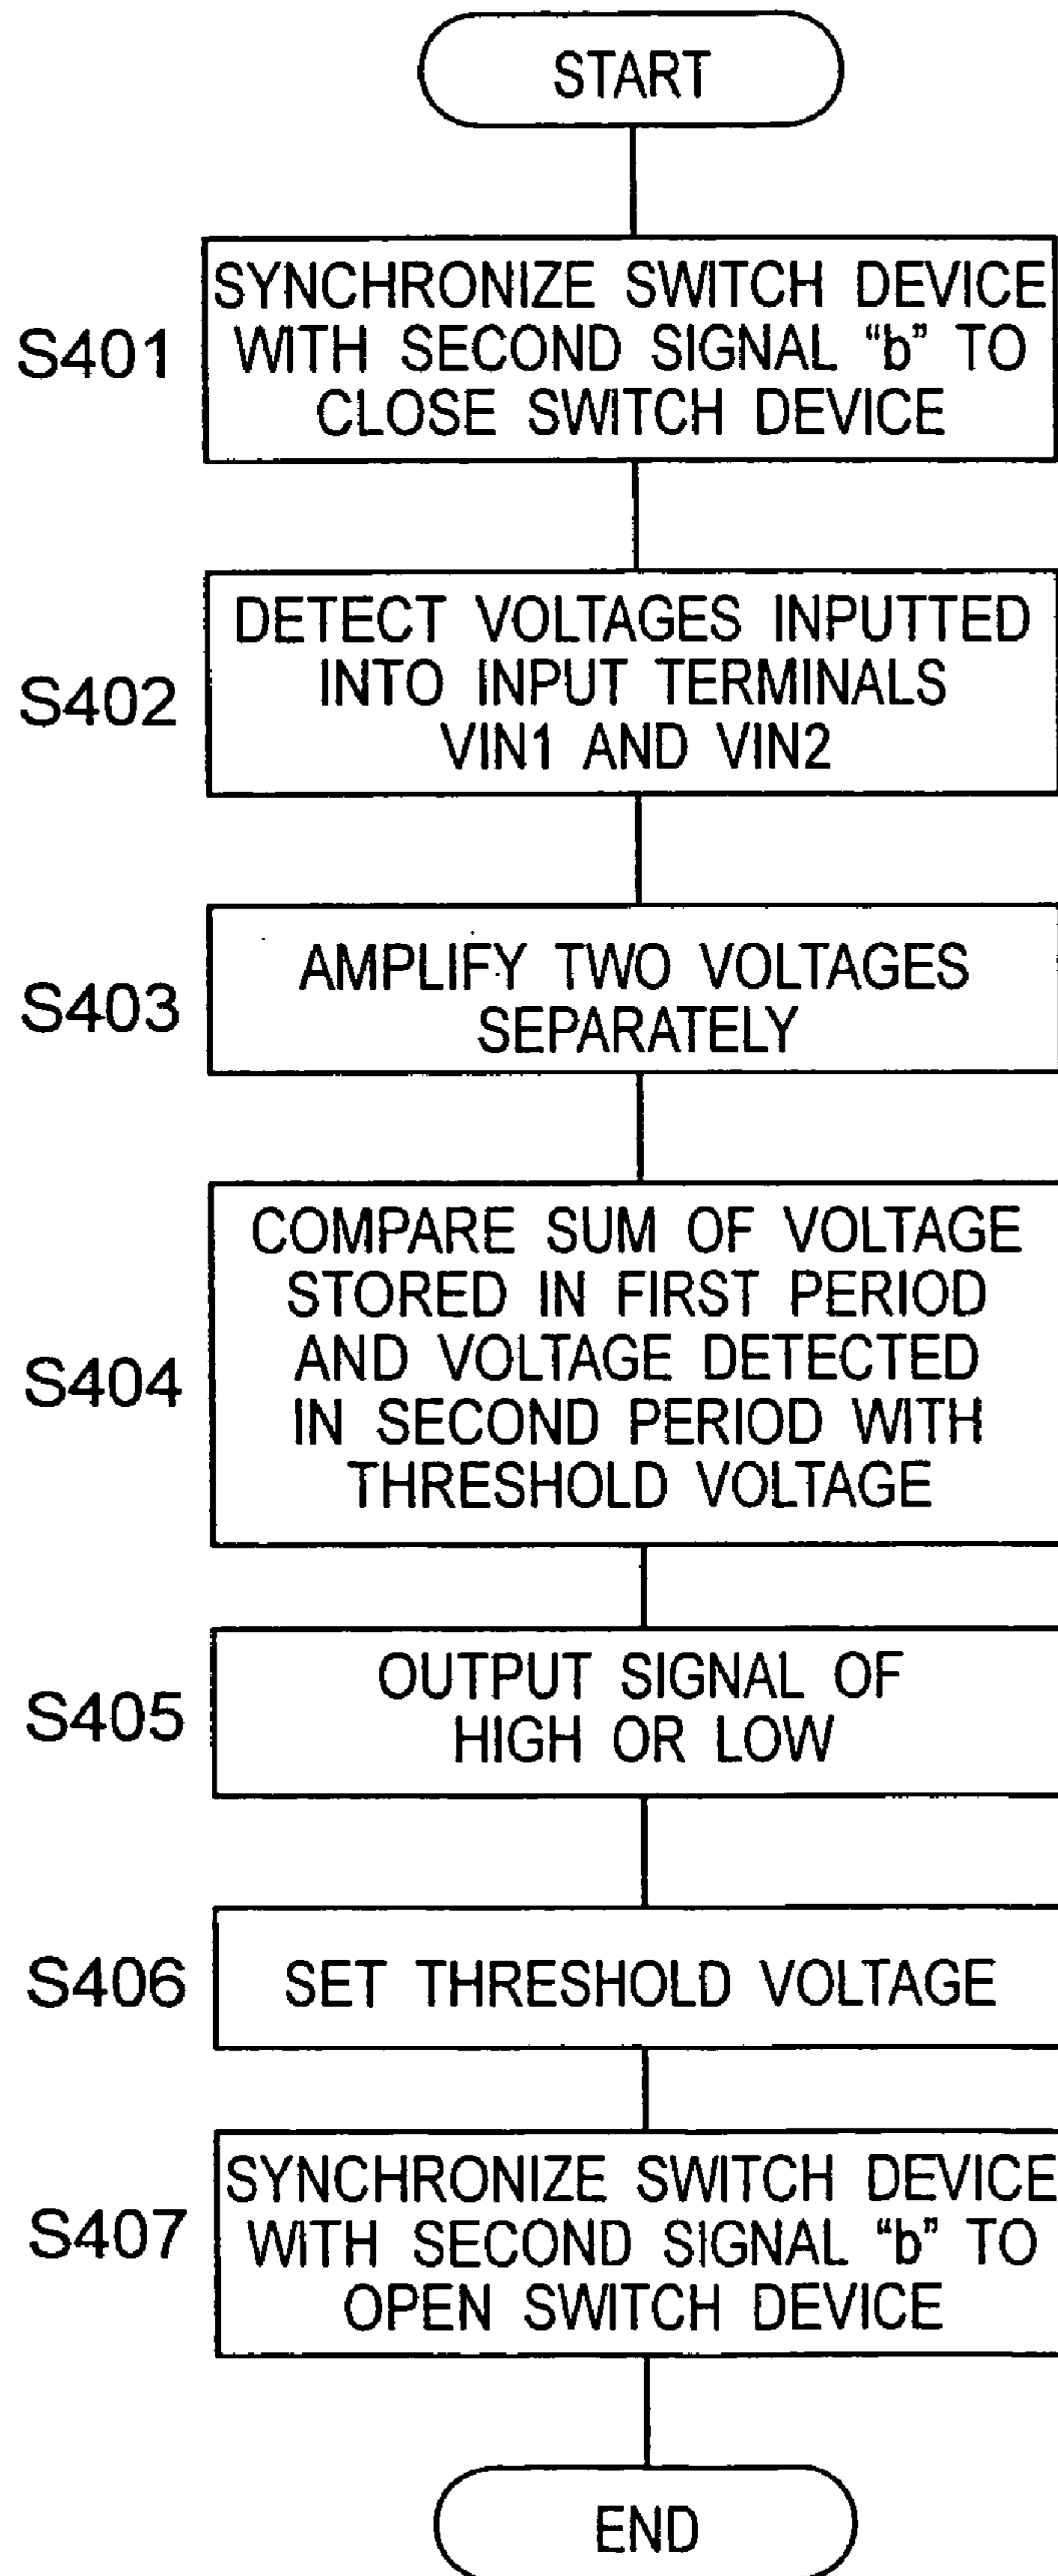 START
S401
SYNCHRONIZE SWITCH DEVICE
WITH SECOND SIGNAL “b” TO
CLOSE SWITCH DEVICE
S402
DETECT VOLTAGES INPUTTED
INTO INPUT TERMINALS
VIN1 AND VIN2
S403
AMPLIFY TWO VOLTAGES
SEPARATELY
S404
COMPARE SUM OF VOLTAGE
STORED IN FIRST PERIOD
AND VOLTAGE DETECTED
IN SECOND PERIOD WITH
THRESHOLD VOLTAGE
S405
OUTPUT SIGNAL OF
HIGH OR LOW
S406
SET THRESHOLD VOLTAGE
S407
SYNCHRONIZE SWITCH DEVICE
WITH SECOND SIGNAL “b” TO
OPEN SWITCH DEVICE
END